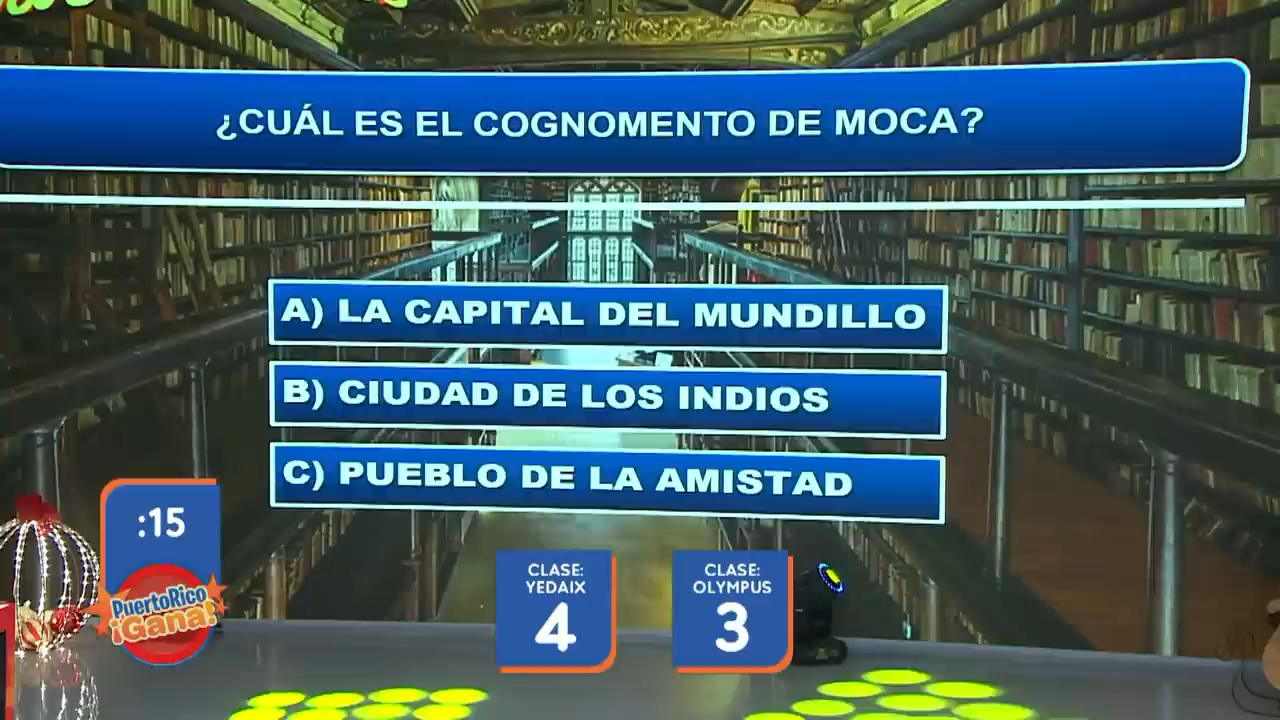 ¿CUÁL ES EL COGNOMENTO DE MOCA?
A) LA CAPITAL DEL MUNDILLO
B) CIUDAD DE LOS INDIOS
C) PUEBLO DE LA AMISTAD
:15
PuertoRico
¡Gana!
CLASE:
YEDAIX
4
CLASE:
OLYMPUS
3